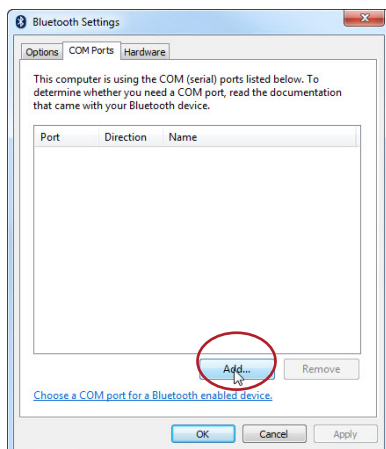 Bluetooth Settings
Options COM Ports Hardware
This computer is using the COM (serial) ports listed below. To
determine whether you need a COM port, read the documentation
that came with your Bluetooth device.
Port Direction Name
Add... Remove
Choose a COM port for a Bluetooth enabled device.
OK Cancel Apply